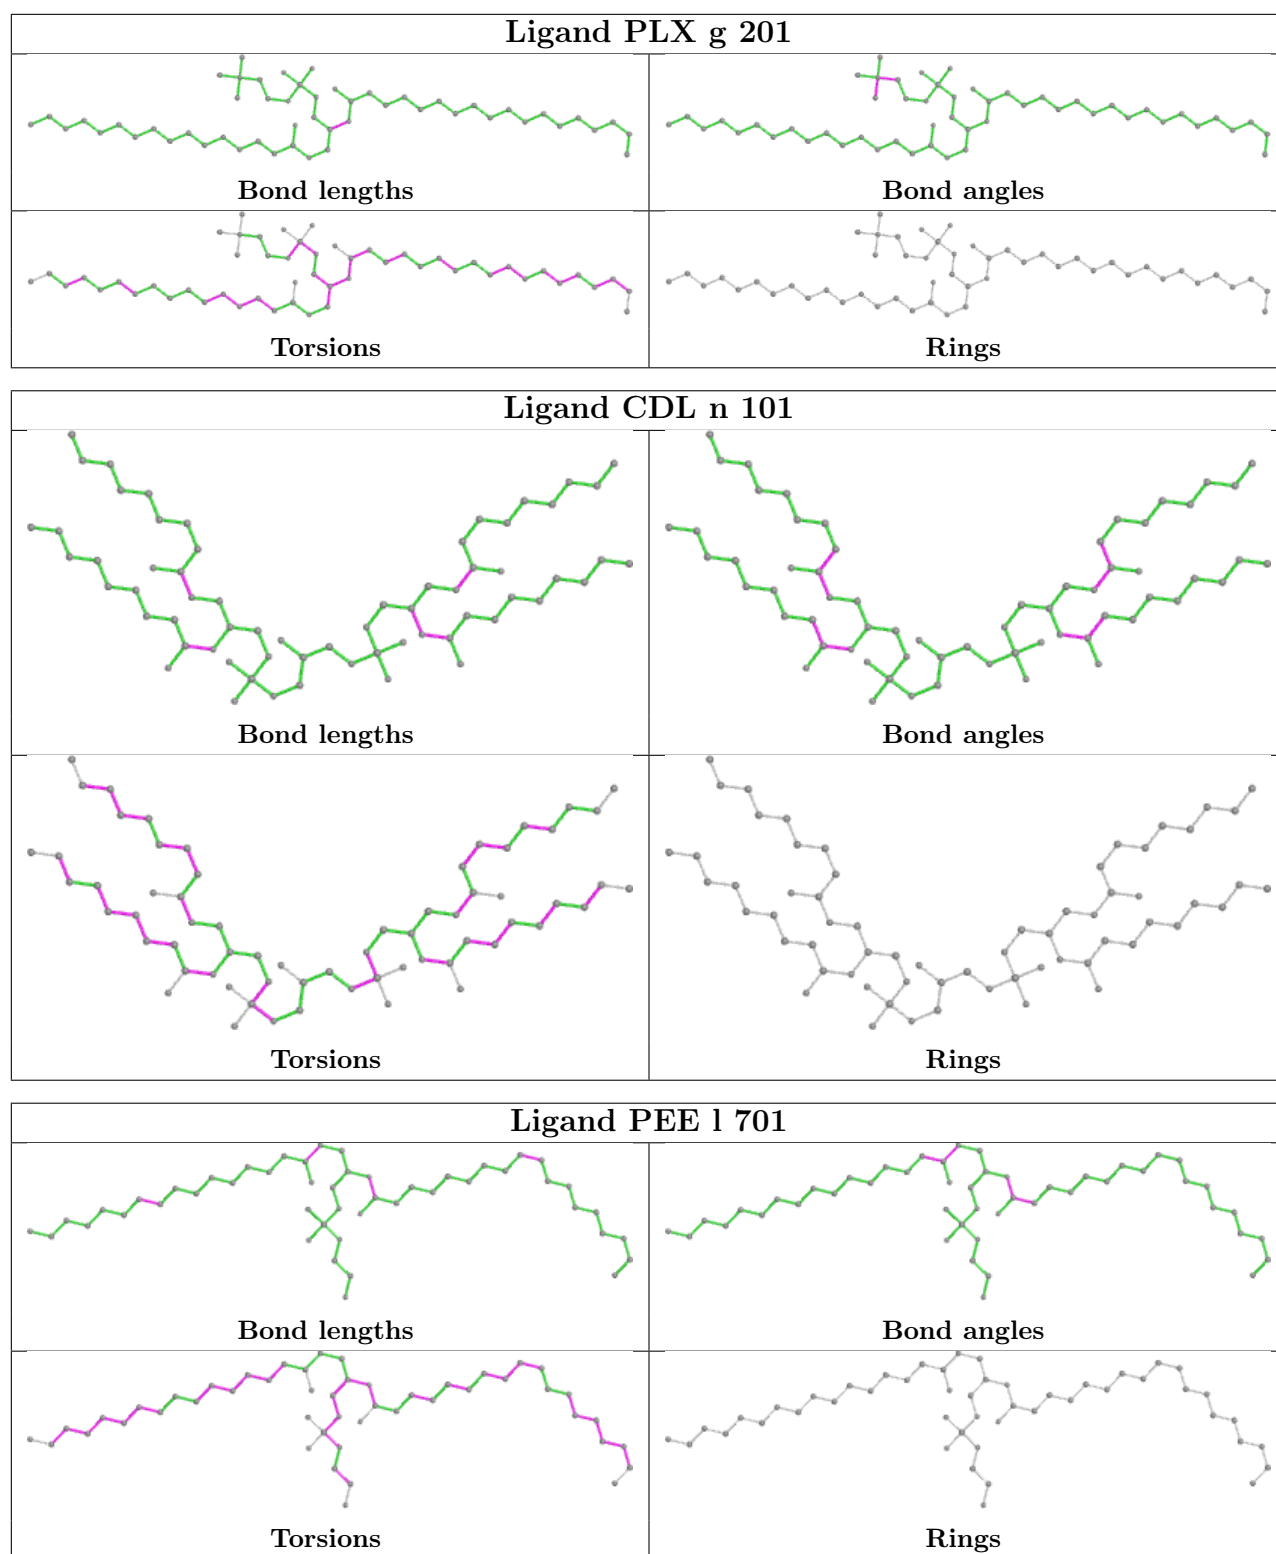 Ligand PLX g 201
Bond lengths
Bond angles
Torsions
Rings
Ligand CDL n 101
Bond lengths
Bond angles
Torsions
Rings
Ligand PEE l 701
Bond lengths
Bond angles
Torsions
Rings